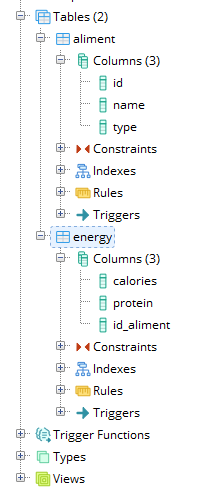 Tables (2)
aliment
Columns (3)
id
name
type
Constraints
Indexes
Rules
Triggers
energy
Columns (3)
calories
protein
id_aliment
Constraints
Indexes
Rules
Triggers
Trigger Functions
Types
Views